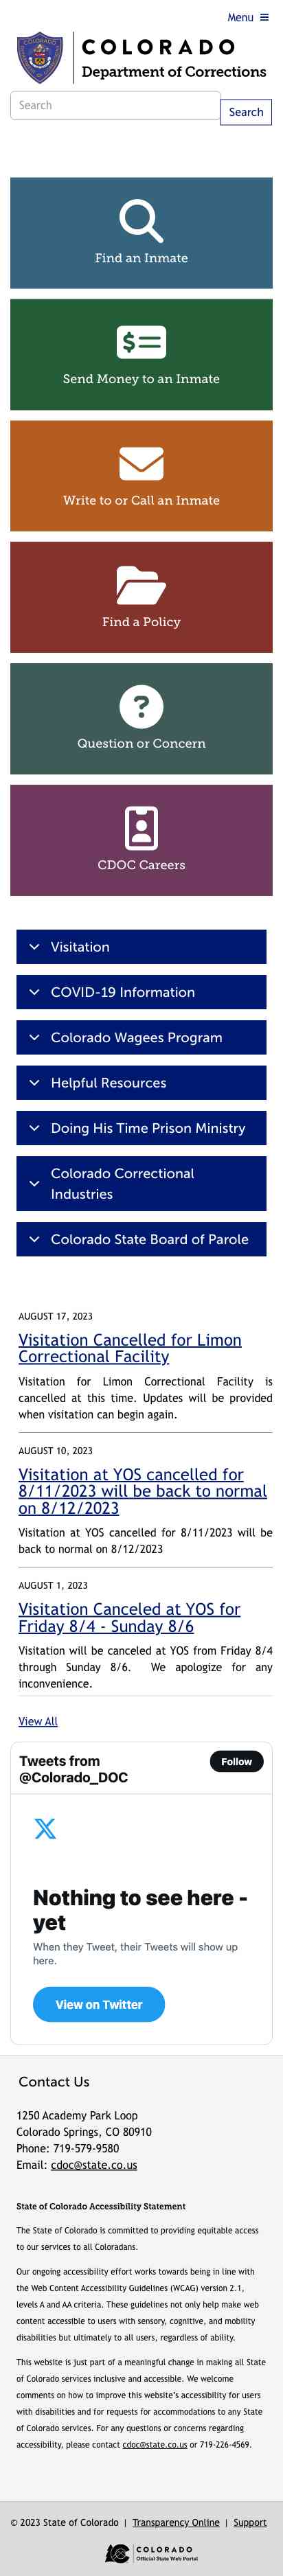 Menu
COLORADO
Department of Corrections
Search
Search
Find an Inmate
Send Money to an Inmate
Write to or Call an Inmate
Find a Policy
Question or Concern
CDOC Careers
Visitation
COVID-19 Information
Colorado Wagees Program
Helpful Resources
Doing His Time Prison Ministry
Colorado Correctional
Industries
Colorado State Board of Parole
AUGUST 17, 2023
Visitation Cancelled for Limon
Correctional Facility
Visitation for Limon Correctional Facility is
cancelled at this time. Updates will be provided
when visitation can begin again.
AUGUST 10, 2023
Visitation at YOS cancelled for
8/11/2023 will be back to normal
on 8/12/2023
Visitation at YOS cancelled for 8/11/2023 will be
back to normal on 8/12/2023
AUGUST 1, 2023
Visitation Canceled at YOS for
Friday 8/4 - Sunday 8/6
Visitation will be canceled at YOS from Friday 8/4
through Sunday 8/6. We apologize for any
inconvenience.
View All
Tweets from
@Colorado_DOC
Follow
Nothing to see here -
yet
When they Tweet, their Tweets will show up
here.
View on Twitter
Contact Us
1250 Academy Park Loop
Colorado Springs, CO 80910
Phone: 719-579-9580
Email: cdoc@state.co.us
State of Colorado Accessibility Statement
The State of Colorado is committed to providing equitable access
to our services to all Coloradans.
Our ongoing accessibility effort works towards being in line with
the Web Content Accessibility Guidelines (WCAG) version 2.1,
levels A and AA criteria. These guidelines not only help make web
content accessible to users with sensory, cognitive, and mobility
disabilities but ultimately to all users, regardless of ability.
This website is just part of a meaningful change in making all State
of Colorado services inclusive and accessible. We welcome
comments on how to improve this website's accessibility for users
with disabilities and for requests for accommodations to any State
of Colorado services. For any questions or concerns regarding
accessibility, please contact cdoc@state.co.us or 719-226-4569.
© 2023 State of Colorado | Transparency Online | Support
COLORADO
Official State Web Portal